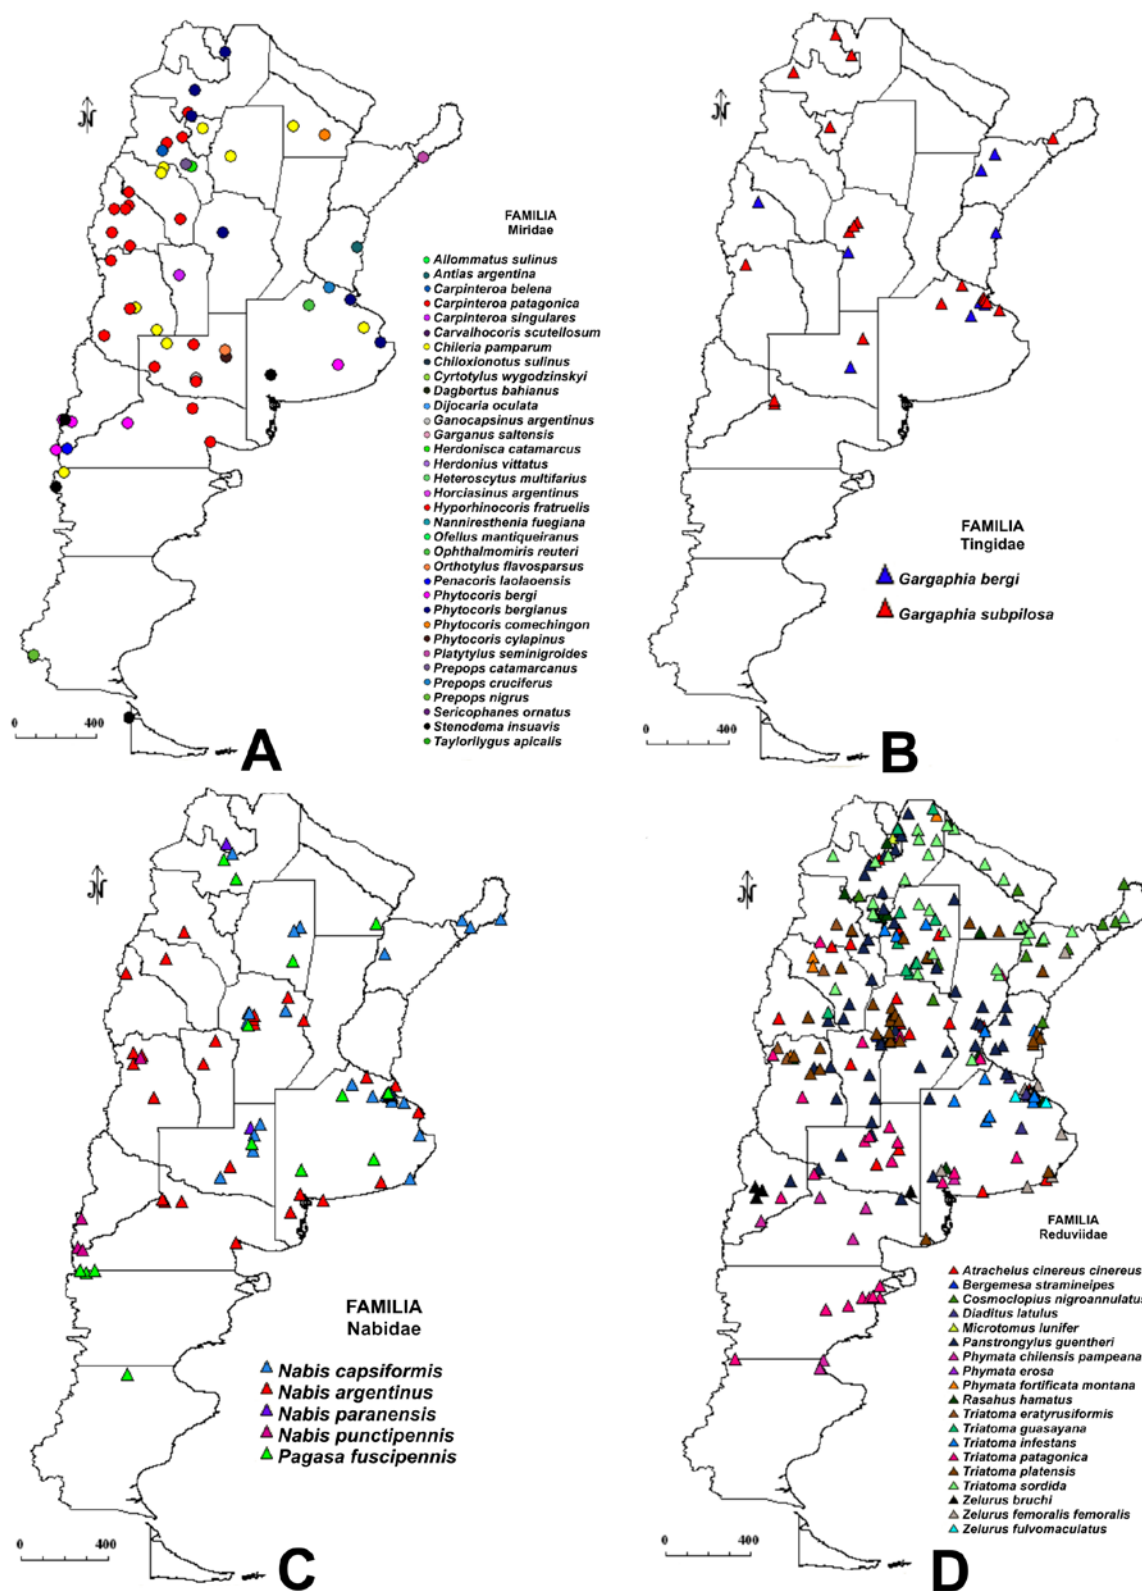 N
FAMILIA
Miridae
Allommatus sulinus
Antias argentina
Carpinteroa belena
Carpinteroa patagonica
Carpinteroa singulares
Carvalhocoris scutellosum
Chileria pamparum
Chiloxionotus sulinus
Cyrtotylus wygodzinskyi
Dagbertus bahianus
Dijocaria oculata
Ganocapsinus argentinus
Garganus saltensis
Herdonisca catamarcus
Herdonius vittatus
Heteroscytus multifarius
Horciasinus argentinus
Hyporhinocoris fratruelis
Nanniresthenia fuegiana
Ofellus mantiqueiranus
Ophthalmomiris reuteri
Orthotylus flavosparsus
Penacoris laolaoensis
Phytocoris bergi
Phytocoris bergianus
Phytocoris comechingon
Phytocoris cylapinus
Platytylus seminigroides
Prepops catamarcanus
Prepops cruciferus
Prepops nigrus
Sericophanes ornatus
Stenodema insuavis
Taylorilygus apicalis
0 400
A
N
FAMILIA
Tingidae
Gargaphia bergi
Gargaphia subpilosa
0 400
B
N
FAMILIA
Nabidae
Nabis capsiformis
Nabis argentinus
Nabis paranensis
Nabis punctipennis
Pagasa fuscipennis
0 400
C
N
FAMILIA
Reduviidae
Atrachelus cinereus cinereus
Bergemesa stramineipes
Cosmoclopius nigroannulatus
Diaditus latulus
Microtomus lunifer
Panstrongylus guentheri
Phymata chilensis pampeana
Phymata erosa
Phymata fortificata montana
Rasahus hamatus
Triatoma eratyrusiformis
Triatoma guasayana
Triatoma infestans
Triatoma patagonica
Triatoma platensis
Triatoma sordida
Zelurus bruchi
Zelurus femoralis femoralis
Zelurus fulvomaculatus
0 400
D